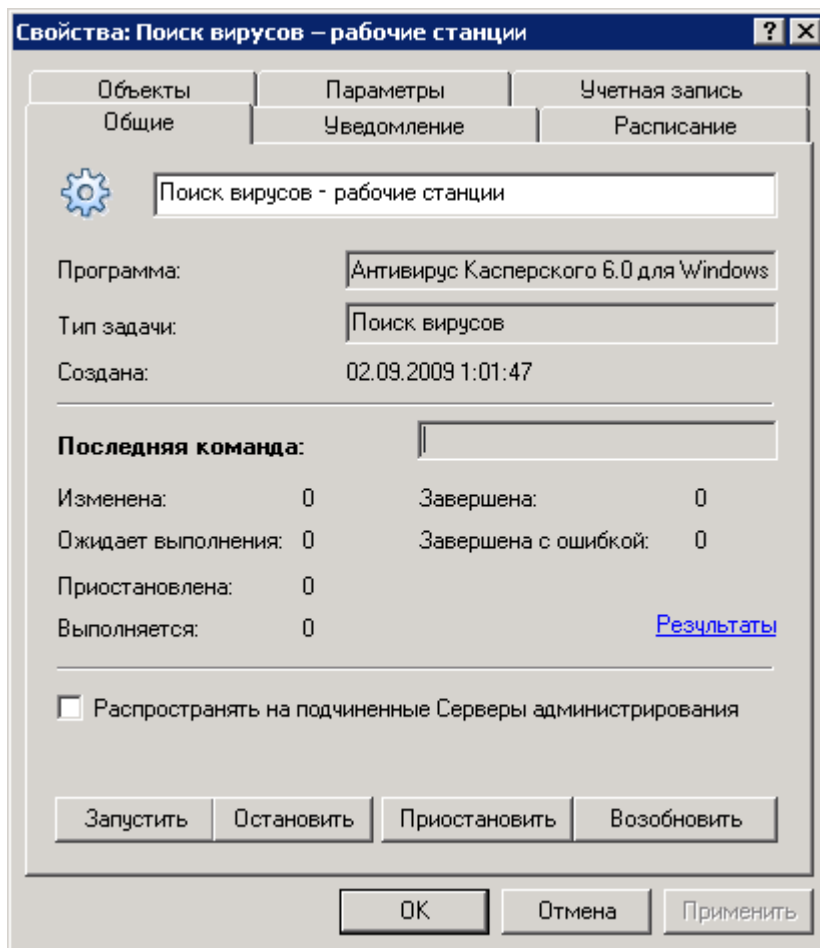 Свойства: Поиск вирусов – рабочие станции
Объекты Параметры Учетная запись
Общие Уведомление Расписание
Поиск вирусов - рабочие станции
Программа: Антивирус Касперского 6.0 для Windows
Тип задачи: Поиск вирусов
Создана: 02.09.2009 1:01:47
Последняя команда:
Изменена: 0 Завершена: 0
Ожидает выполнения: 0 Завершена с ошибкой: 0
Приостановлена: 0
Выполняется: 0 Результаты
Распространять на подчиненные Серверы администрирования
Запустить Остановить Приостановить Возобновить
ОК Отмена Применить